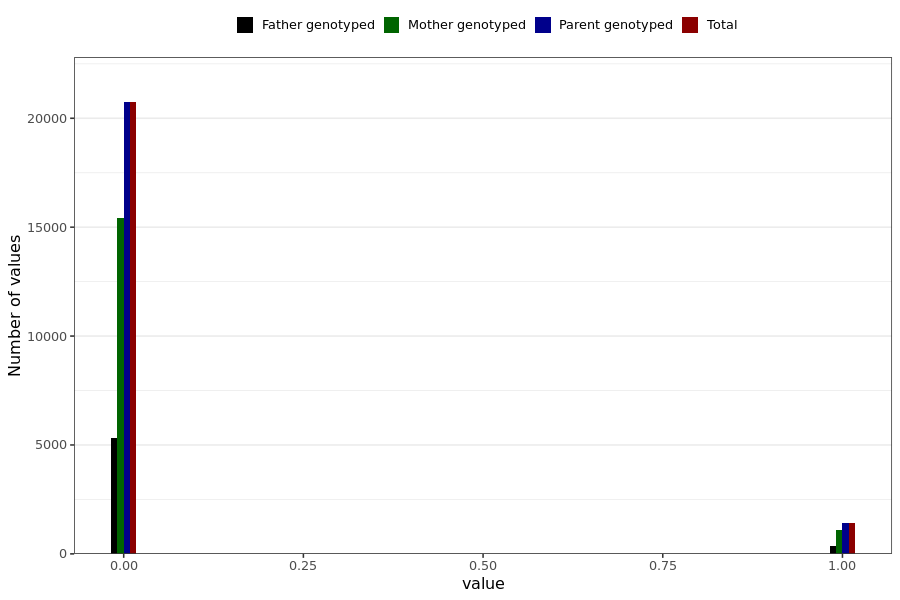 Father genotyped Mother genotyped Parent genotyped Total
Number of values
20000
15000
10000
5000
0
0.00 0.25 0.50 0.75 1.00
value